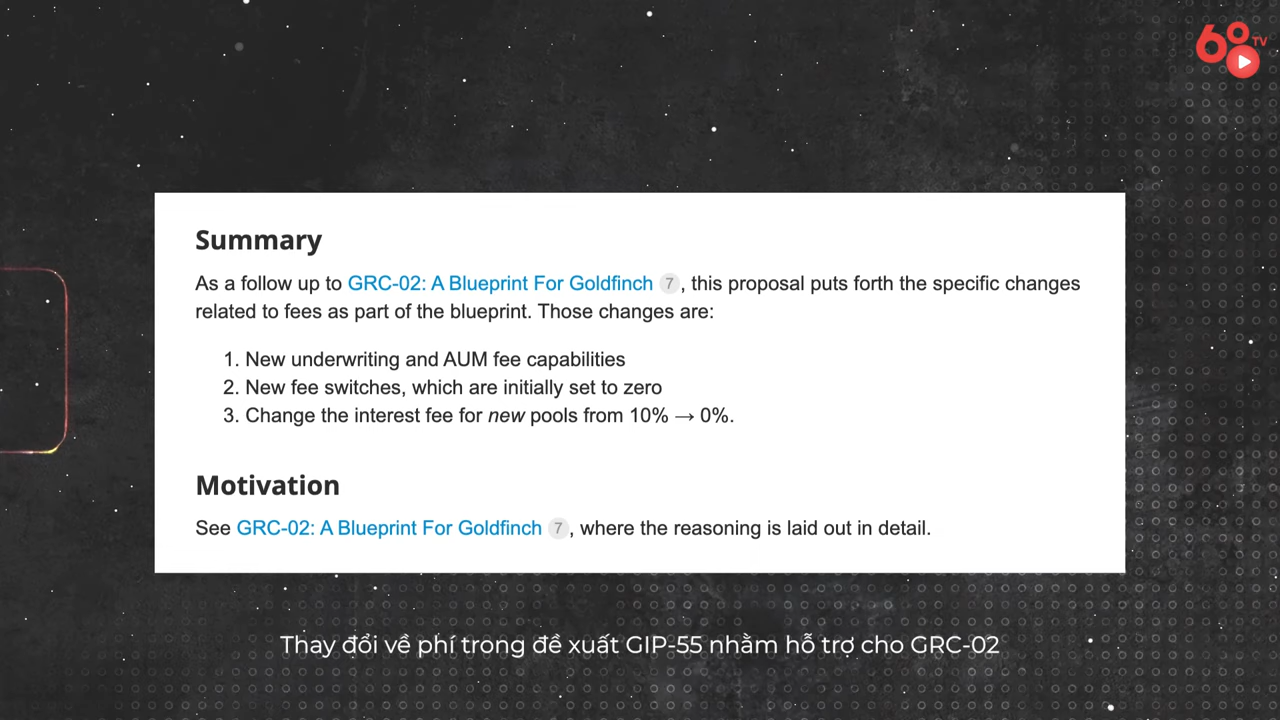 68 TV
Summary
As a follow up to GRC-02: A Blueprint For Goldfinch 7, this proposal puts forth the specific changes
related to fees as part of the blueprint. Those changes are:
1. New underwriting and AUM fee capabilities
2. New fee switches, which are initially set to zero
3. Change the interest fee for new pools from 10% → 0%.
Motivation
See GRC-02: A Blueprint For Goldfinch 7, where the reasoning is laid out in detail.
Thay đổi về phí trong đề xuất GIP-55 nhằm hỗ trợ cho GRC-02